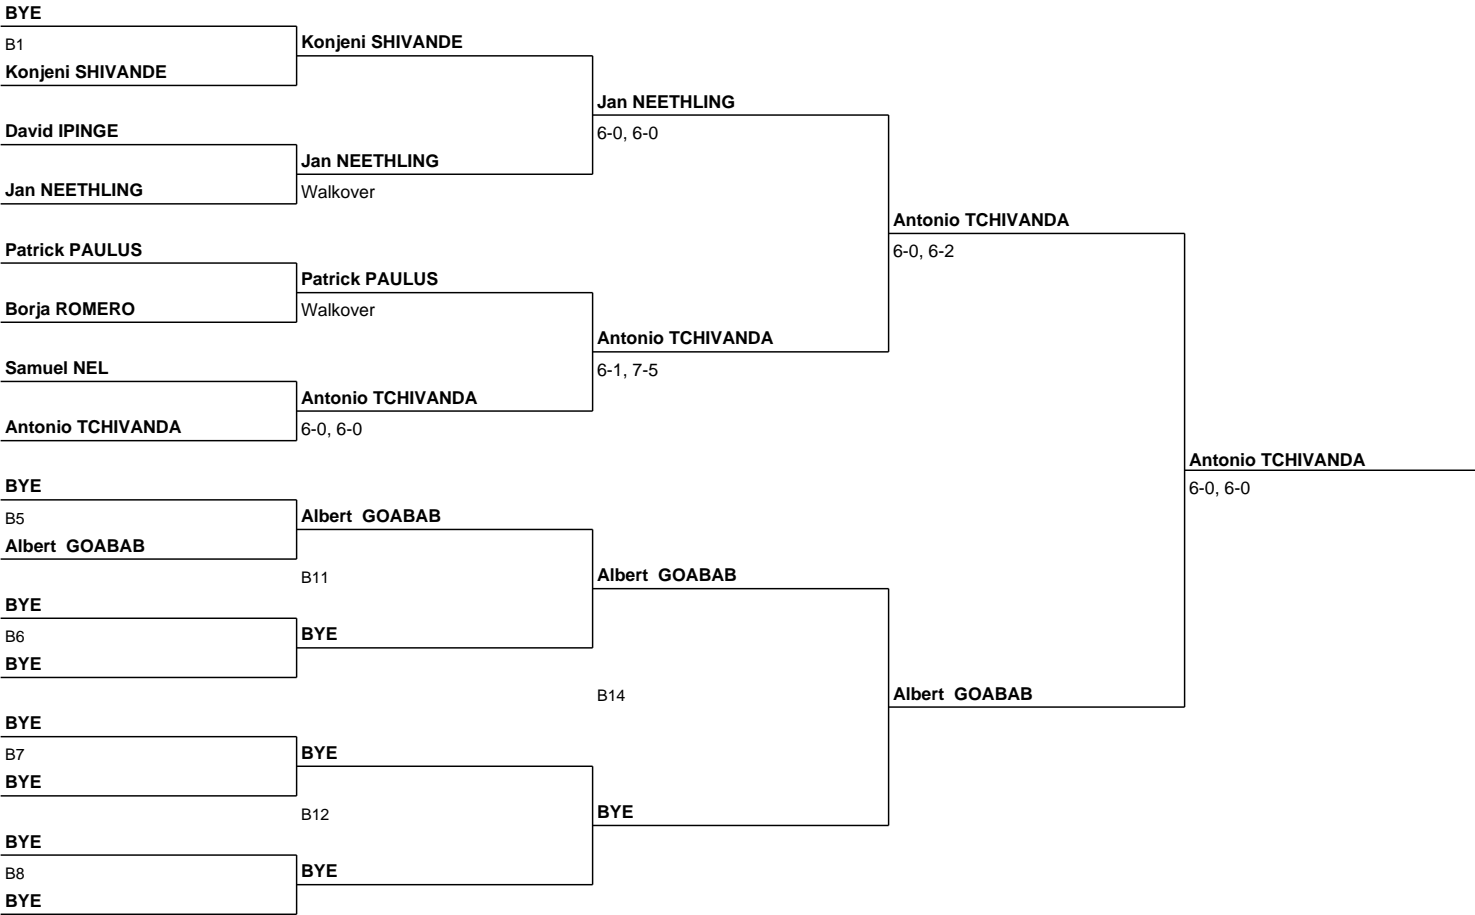 BYE
B1
Konjeni SHIVANDE
David IPINGE
Jan NEETHLING
Patrick PAULUS
Borja ROMERO
Samuel NEL
Antonio TCHIVANDA
BYE
B5
Albert GOABAB
BYE
B6
BYE
BYE
B7
BYE
BYE
B8
BYE
Konjeni SHIVANDE
Jan NEETHLING
Walkover
Patrick PAULUS
Walkover
Antonio TCHIVANDA
6-0, 6-0
Albert GOABAB
B11
BYE
BYE
B12
BYE
Jan NEETHLING
6-0, 6-0
Antonio TCHIVANDA
6-1, 7-5
Albert GOABAB
B14
BYE
Antonio TCHIVANDA
6-0, 6-2
Albert GOABAB
Antonio TCHIVANDA
6-0, 6-0